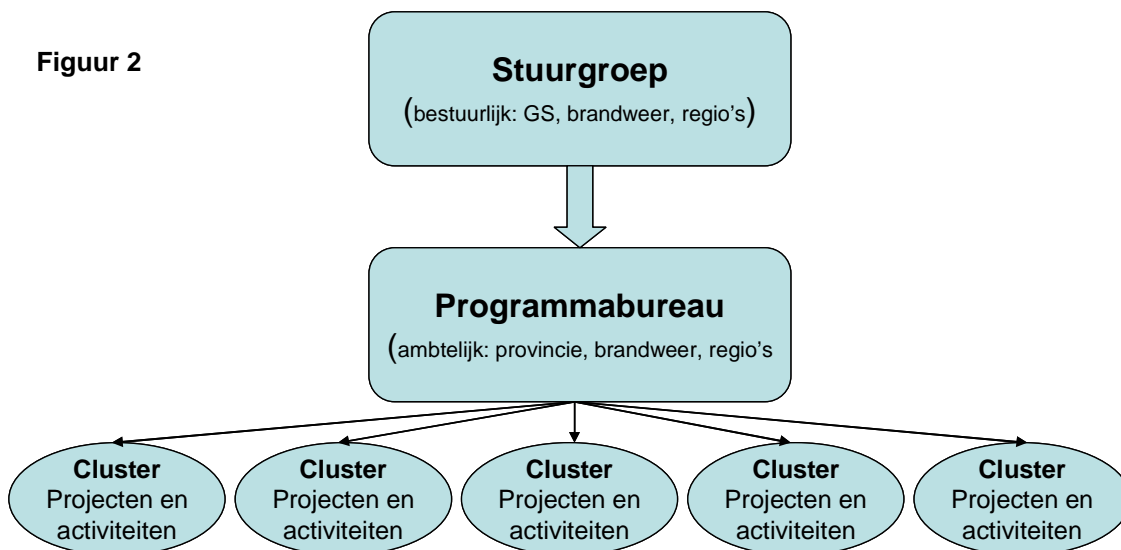 Figuur 2
Stuurgroep
(bestuurlijk: GS, brandweer, regio's)
Programmabureau
(ambtelijk: provincie, brandweer, regio's
Cluster
Projecten en
activiteiten
Cluster
Projecten en
activiteiten
Cluster
Projecten en
activiteiten
Cluster
Projecten en
activiteiten
Cluster
Projecten en
activiteiten